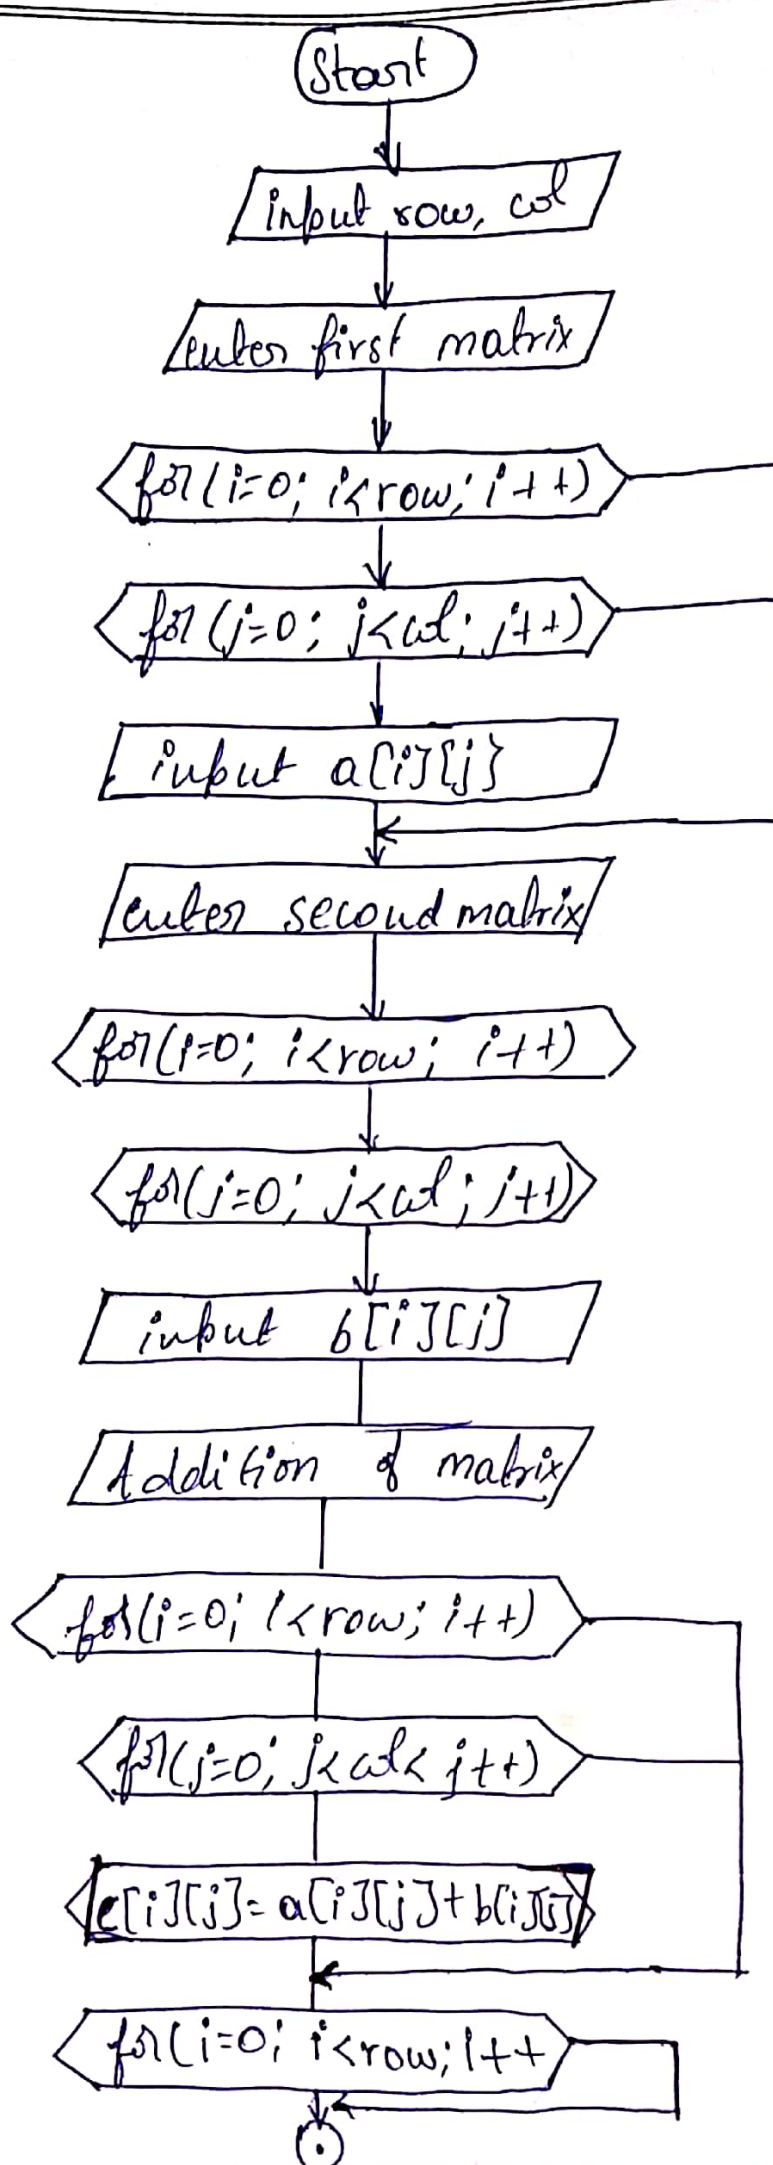 Start
input row, col
enter first matrix
for(i=0; i<row; i++)
for(j=0; j<col; j++)
input a[i][j]
enter second matrix
for(i=0; i<row; i++)
for(j=0; j<col; j++)
input b[i][j]
Addition of matrix
for(i=0; i<row; i++)
for(j=0; j<col< j++)
c[i][j]=a[i][j]+b[i][j]
for(i=0; i<row; i++